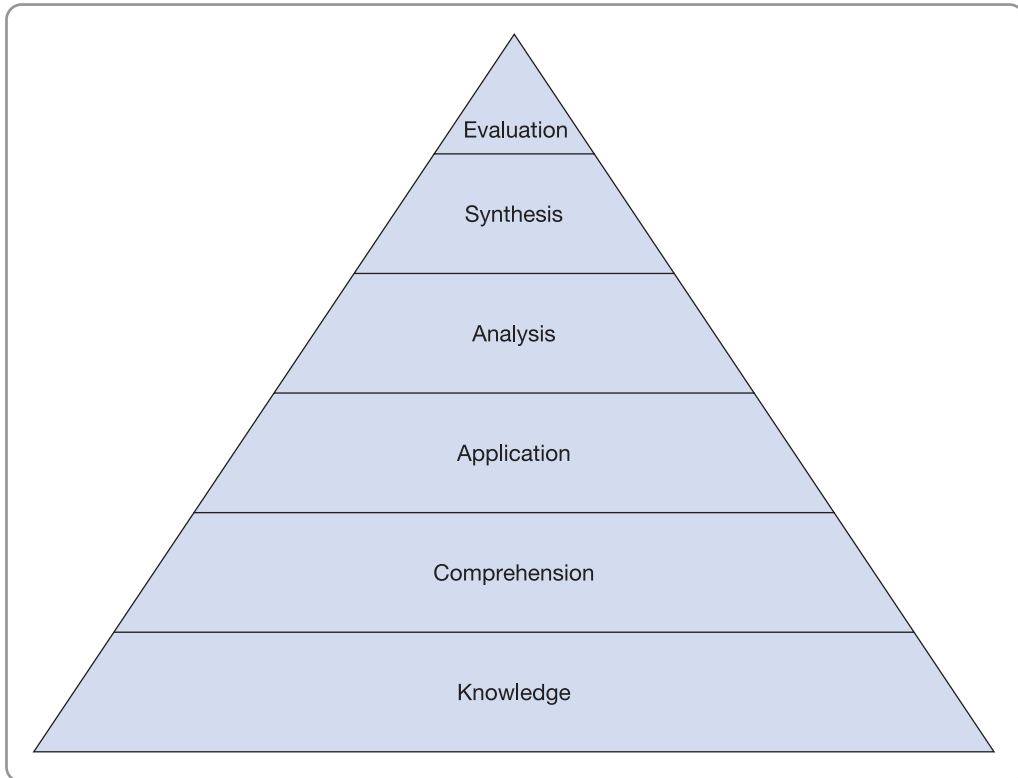 Evaluation
Synthesis
Analysis
Application
Comprehension
Knowledge